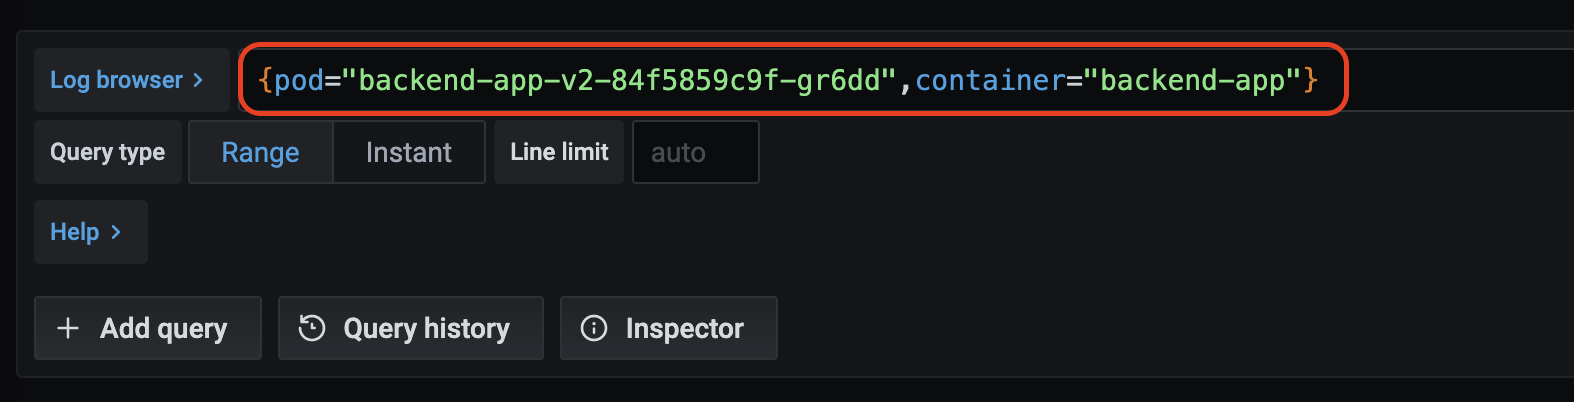 Log browser > {pod="backend-app-v2-84f5859c9f-gr6dd",container="backend-app"}
Query type Range Instant Line limit auto
Help >
+ Add query Query history Inspector